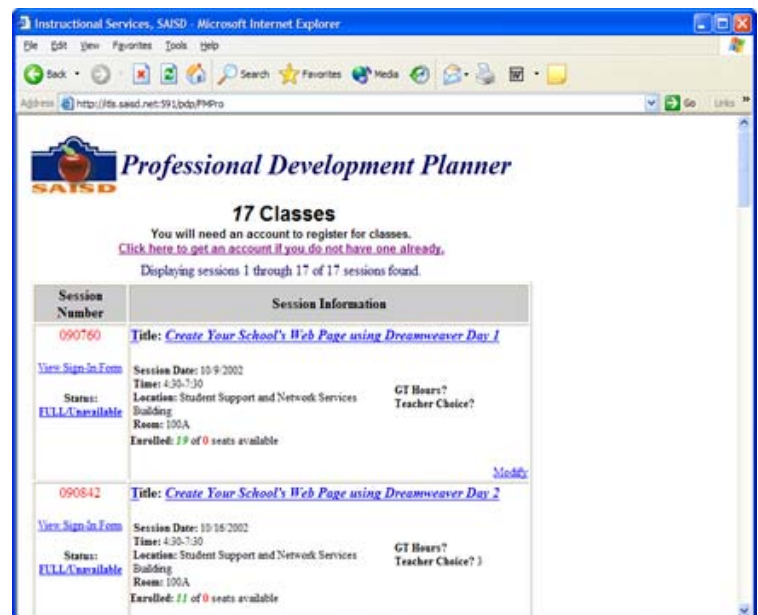 Instructional Services, SAISD - Microsoft Internet Explorer
File Edit View Favorites Tools Help
Back Search Favorites Media
Address http://itls.saisd.net:591/pdp/FMPro Go Links »
SAISD
Professional Development Planner
17 Classes
You will need an account to register for classes.
Click here to get an account if you do not have one already.
Displaying sessions 1 through 17 of 17 sessions found.
Session Number Session Information
090760 Title: Create Your School's Web Page using Dreamweaver Day 1
View Sign-In Form
Status:
FULL/Unavailable
Session Date: 10/9/2002
Time: 4:30-7:30
Location: Student Support and Network Services
Building
Room: 100A
Enrolled: 19 of 0 seats available
GT Hours?
Teacher Choice?
Modify
090842 Title: Create Your School's Web Page using Dreamweaver Day 2
View Sign-In Form
Status:
FULL/Unavailable
Session Date: 10/16/2002
Time: 4:30-7:30
Location: Student Support and Network Services
Building
Room: 100A
Enrolled: 11 of 0 seats available
GT Hours?
Teacher Choice? 3